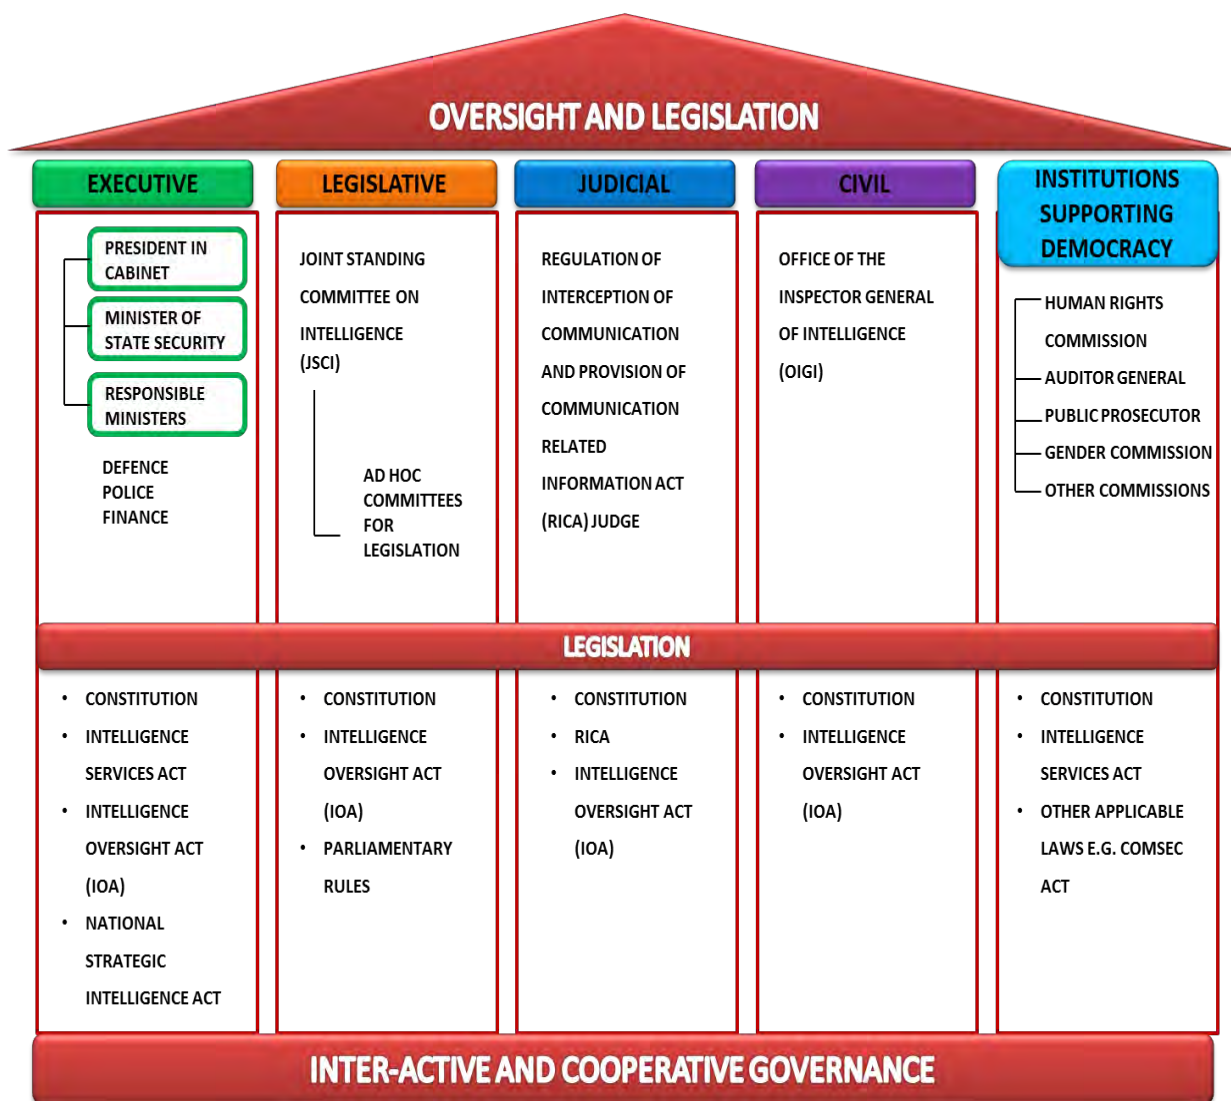 OVERSIGHT AND LEGISLATION
EXECUTIVE
PRESIDENT IN
CABINET
MINISTER OF
STATE SECURITY
RESPONSIBLE
MINISTERS
DEFENCE
POLICE
FINANCE
LEGISLATIVE
JOINT STANDING
COMMITTEE ON
INTELLIGENCE
(JSCI)
AD HOC
COMMITTEES
FOR
LEGISLATION
JUDICIAL
REGULATION OF
INTERCEPTION OF
COMMUNICATION
AND PROVISION OF
COMMUNICATION
RELATED
INFORMATION ACT
(RICA) JUDGE
CIVIL
OFFICE OF THE
INSPECTOR GENERAL
OF INTELLIGENCE
(OIGI)
INSTITUTIONS
SUPPORTING
DEMOCRACY
HUMAN RIGHTS
COMMISSION
AUDITOR GENERAL
PUBLIC PROSECUTOR
GENDER COMMISSION
OTHER COMMISSIONS
LEGISLATION
• CONSTITUTION
• INTELLIGENCE
SERVICES ACT
• INTELLIGENCE
OVERSIGHT ACT
(IOA)
• NATIONAL
STRATEGIC
INTELLIGENCE ACT
• CONSTITUTION
• INTELLIGENCE
OVERSIGHT ACT
(IOA)
• PARLIAMENTARY
RULES
• CONSTITUTION
• RICA
• INTELLIGENCE
OVERSIGHT ACT
(IOA)
• CONSTITUTION
• INTELLIGENCE
OVERSIGHT ACT
(IOA)
• CONSTITUTION
• INTELLIGENCE
SERVICES ACT
• OTHER APPLICABLE
LAWS E.G. COMSEC
ACT
INTER-ACTIVE AND COOPERATIVE GOVERNANCE